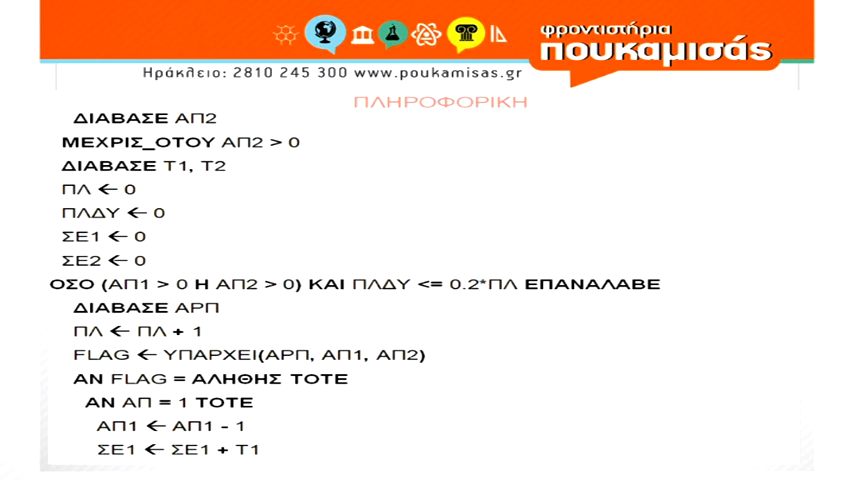 φροντιστήρια
πουκαμισάς
Ηράκλειο: 2810 245 300 www.poukamisas.gr
ΠΛΗΡΟΦΟΡΙΚΗ
ΔΙΑΒΑΣΕ ΑΠ2
ΜΕΧΡΙΣ_ΟΤΟΥ ΑΠ2 > 0
ΔΙΑΒΑΣΕ Τ1, Τ2
ΠΛ ← 0
ΠΛΔΥ ← 0
ΣΕ1 ← 0
ΣΕ2 ← 0
ΟΣΟ (ΑΠ1 > 0 Η ΑΠ2 > 0) ΚΑΙ ΠΛΔΥ <= 0.2*ΠΛ ΕΠΑΝΑΛΑΒΕ
ΔΙΑΒΑΣΕ ΑΡΠ
ΠΛ ← ΠΛ + 1
FLAG ← ΥΠΑΡΧΕΙ(ΑΡΠ, ΑΠ1, ΑΠ2)
ΑΝ FLAG = ΑΛΗΘΗΣ ΤΟΤΕ
ΑΝ ΑΠ = 1 ΤΟΤΕ
ΑΠ1 ← ΑΠ1 - 1
ΣΕ1 ← ΣΕ1 + Τ1